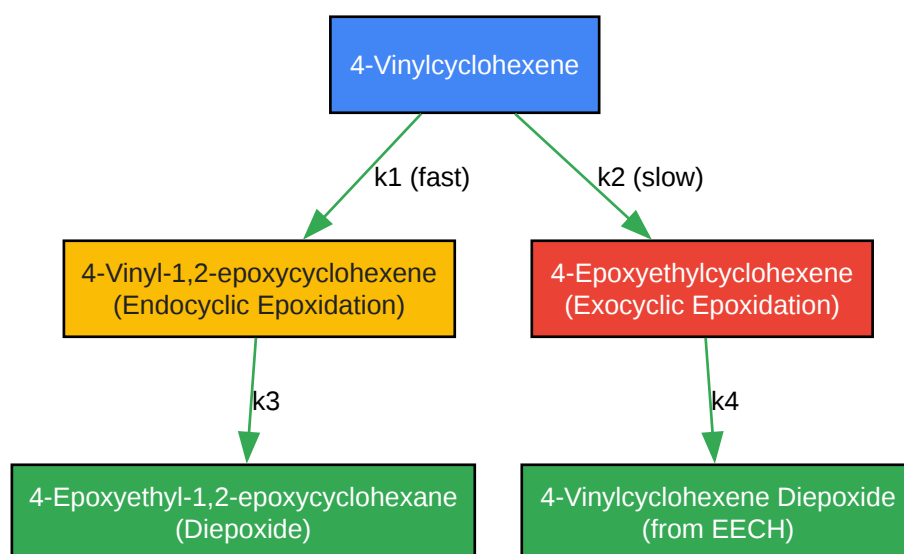 4-Vinylcyclohexene
k1 (fast)
k2 (slow)
4-Vinyl-1,2-epoxycyclohexene
(Endocyclic Epoxidation)
4-Epoxyethylcyclohexene
(Exocyclic Epoxidation)
k3
k4
4-Epoxyethyl-1,2-epoxycyclohexane
(Diepoxide)
4-Vinylcyclohexene Diepoxide
(from EECH)